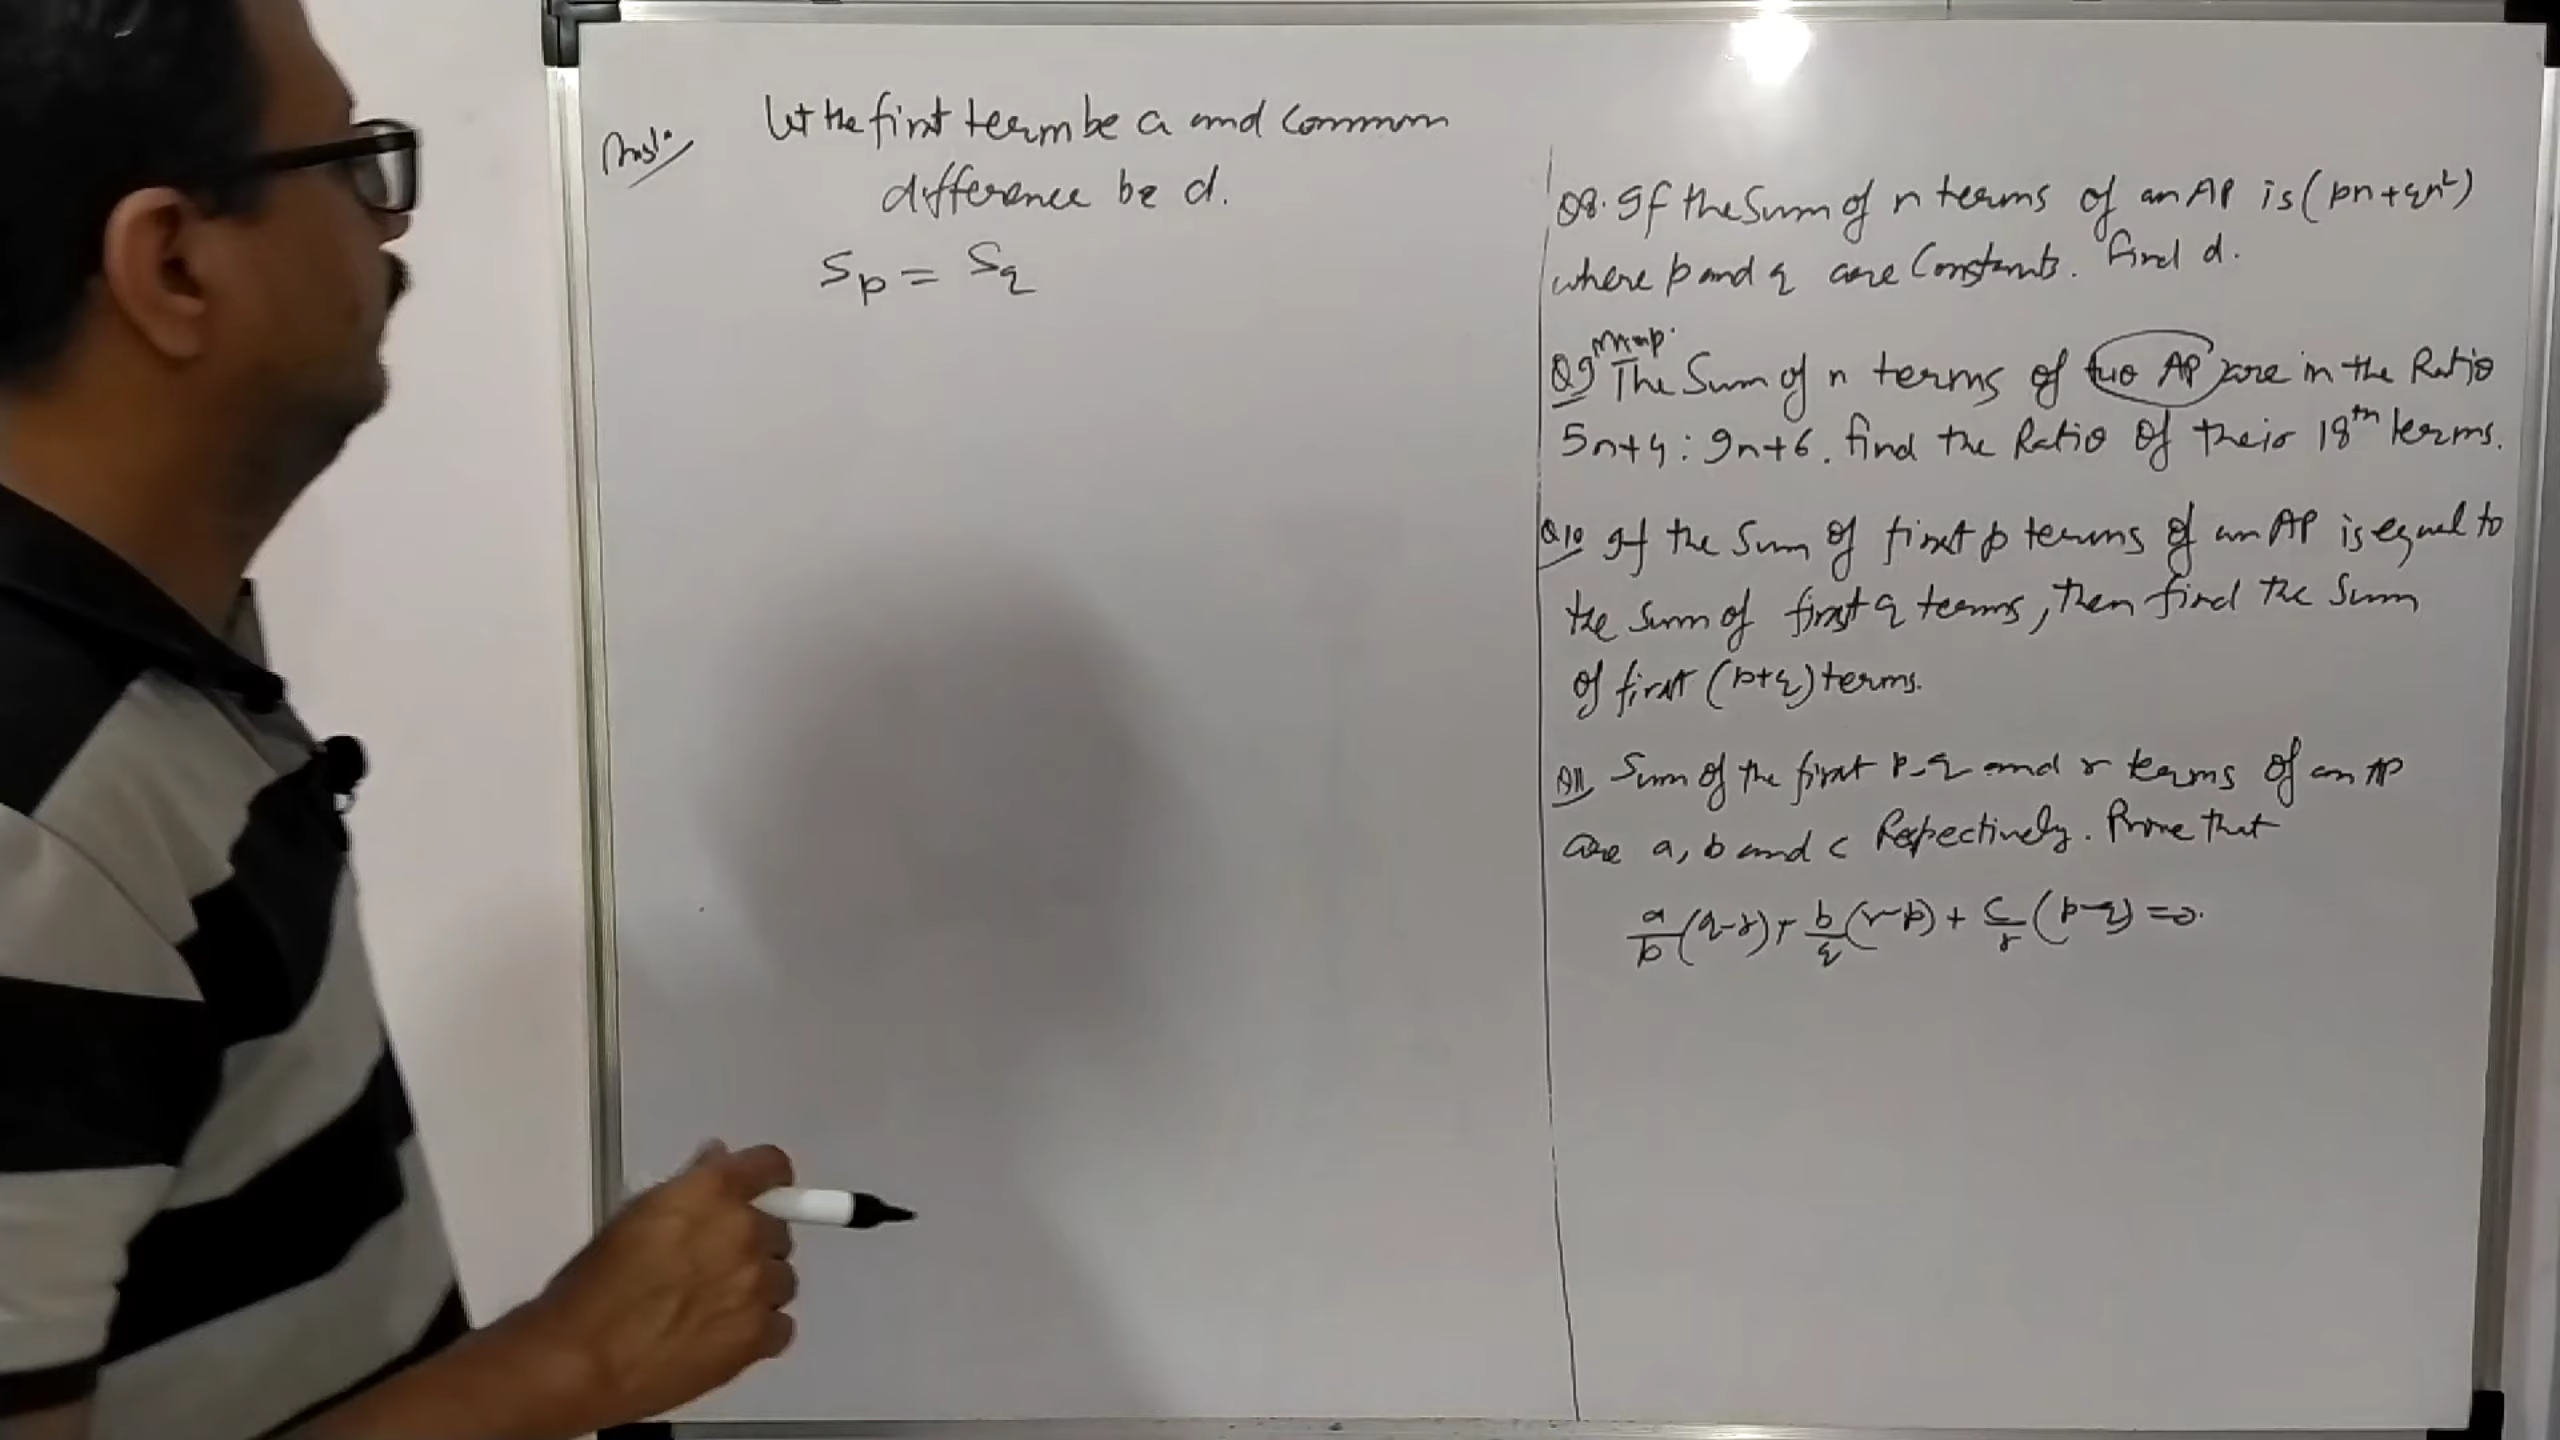 Ans:
Let the first term be a and common
difference be d.
Sp = Sq
Q8. If the Sum of n terms of an AP is (pn+qn²)
where p and q are Constants. Find d.
Q9 The Sum of n terms of two AP are in the Ratio
5n+4 : 9n+6. find the Ratio of their 18th terms.
Q10 If the Sum of first p terms of an AP is equal to
the Sum of first q terms, then find the Sum
of first (p+q) terms.
Q11 Sum of the first p, q and r terms of an AP
are a, b and c Respectively. Prove that
a/p (q-r) + b/q (r-p) + c/r (p-q) = 0.